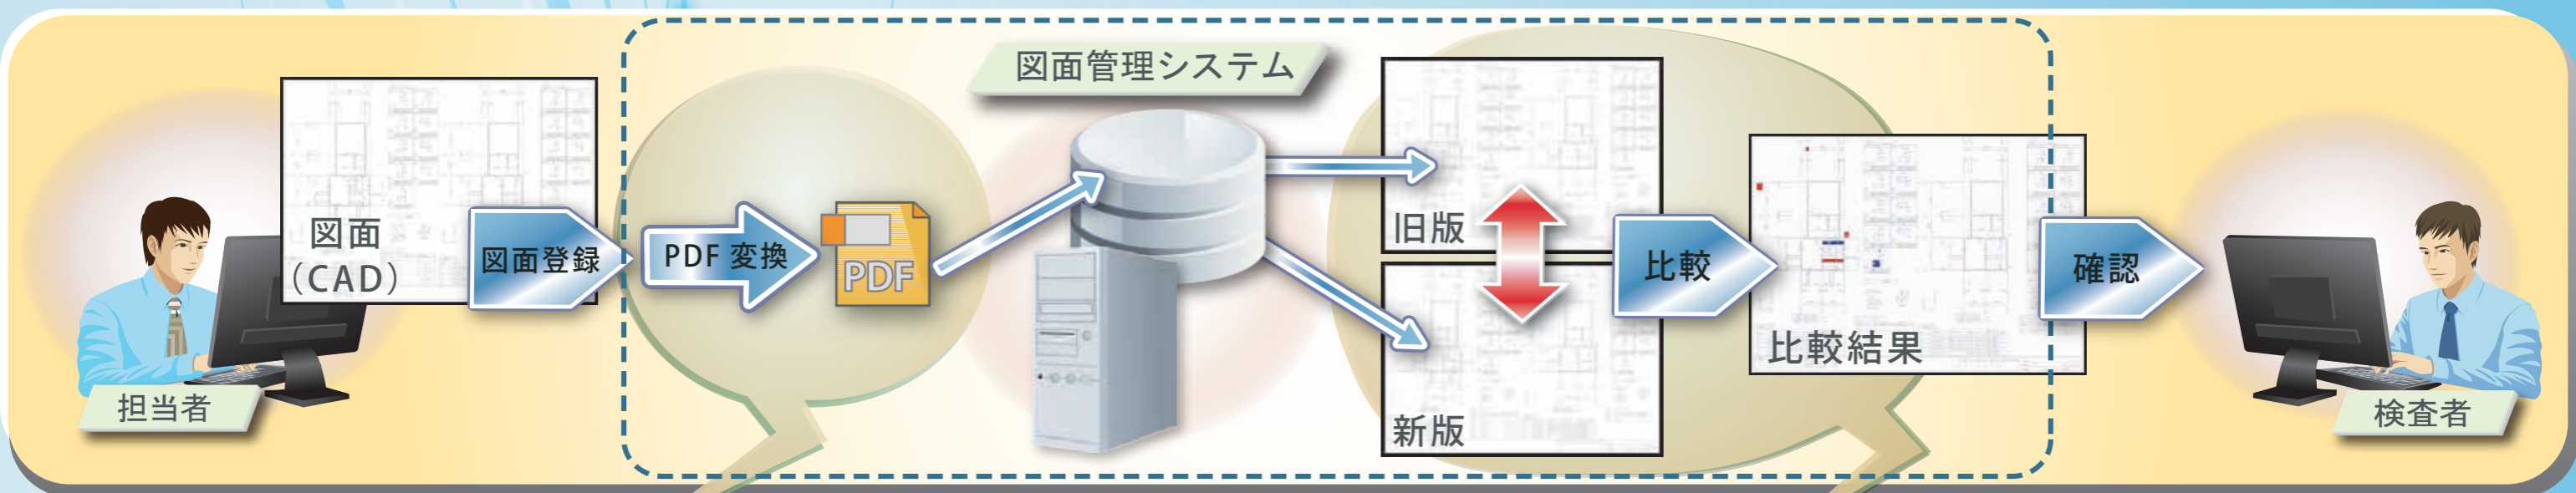 図面管理システム
図面
（CAD）
図面登録
PDF 変換
PDF
旧版
新版
比較
比較結果
確認
担当者
検査者